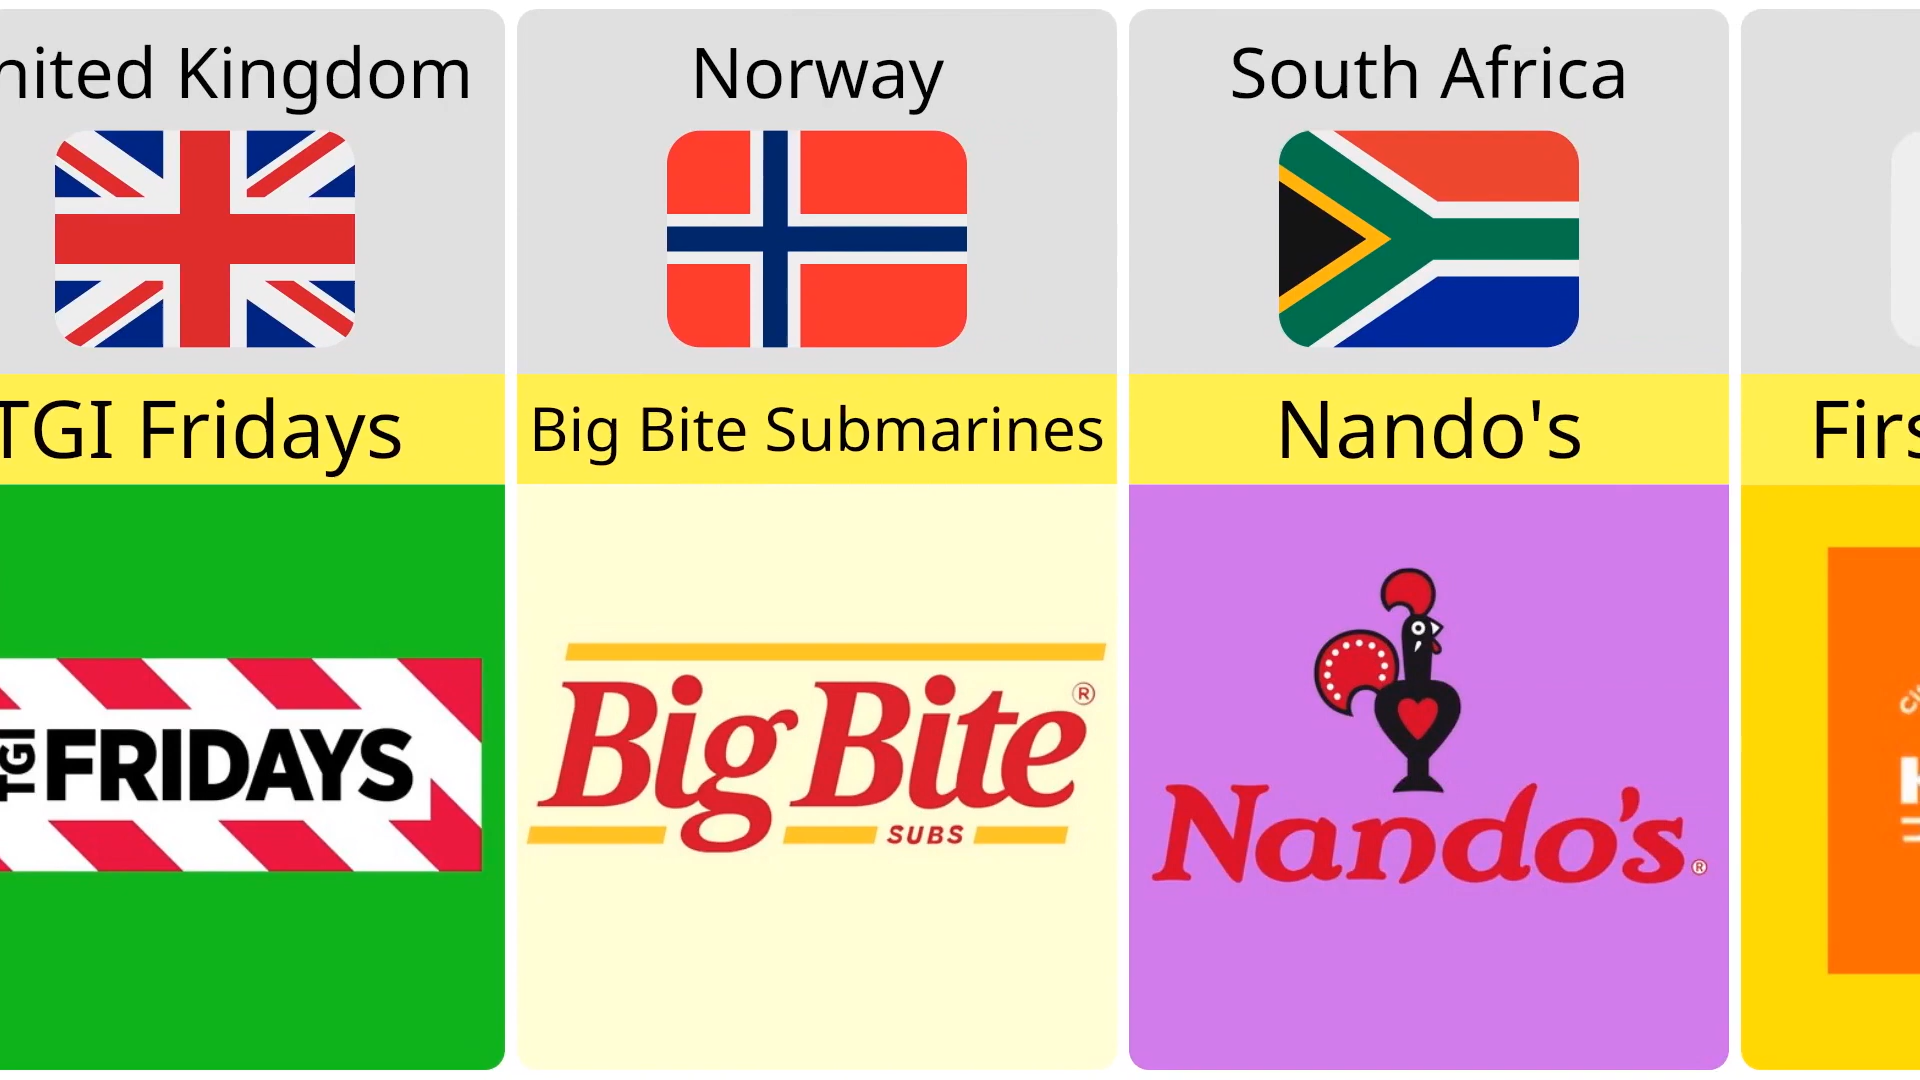 nited Kingdom
TGI Fridays
TGI FRIDAYS
Norway
Big Bite Submarines
Big Bite®
SUBS
South Africa
Nando's
Nando's®
Firs